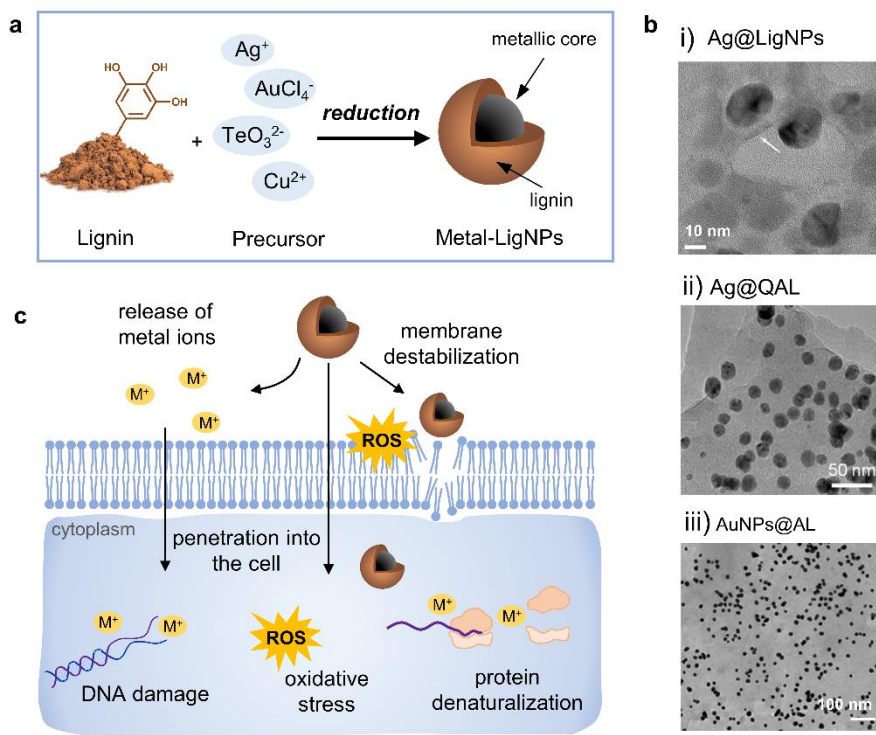 a
HO
OH
HO
OH
+
Ag⁺
AuCl₄⁻
TeO₃²⁻
Cu²⁺
reduction
metallic core
lignin
Lignin
Precursor
Metal-LigNPs
b
i) Ag@LigNPs
10 nm
ii) Ag@QAL
50 nm
iii) AuNPs@AL
100 nm
c
release of
metal ions
membrane
destabilization
M⁺
M⁺
M⁺
ROS
cytoplasm
penetration into
the cell
M⁺
M⁺
DNA damage
ROS
oxidative
stress
M⁺
M⁺
protein
denaturalization